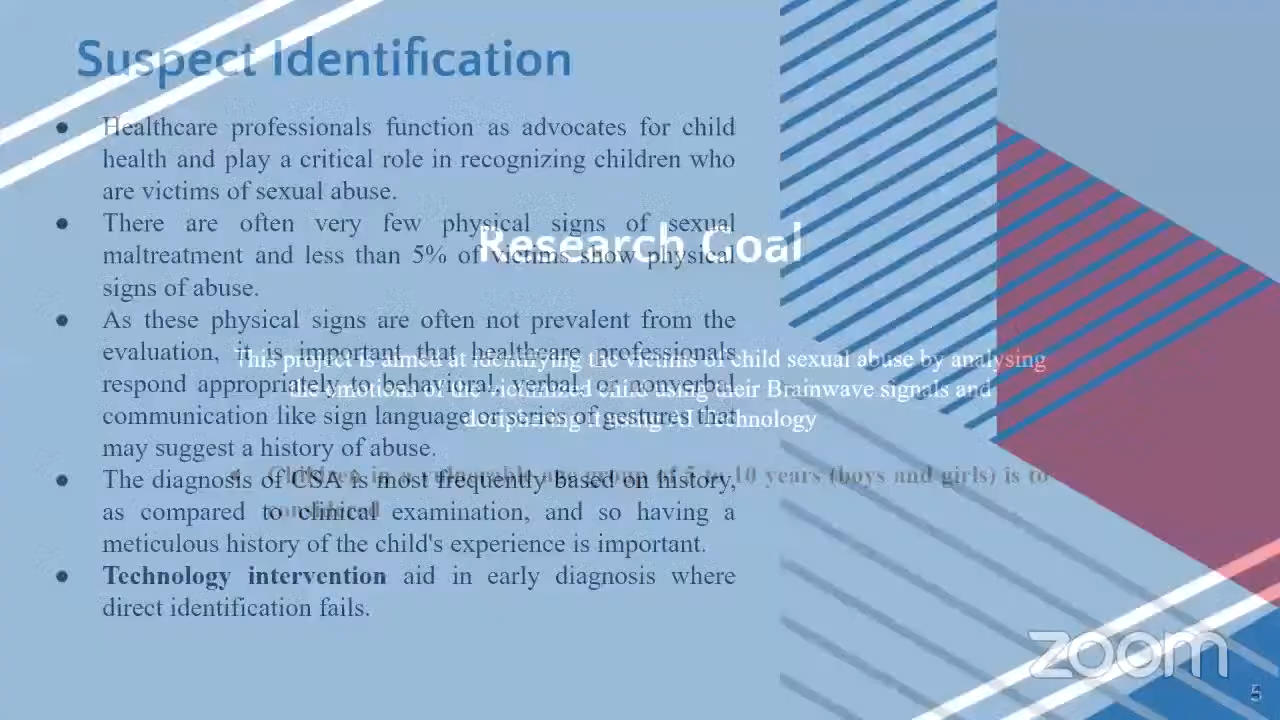 Suspect Identification
● Healthcare professionals function as advocates for child
health and play a critical role in recognizing children who
are victims of sexual abuse.
● There are often very few physical signs of sexual
maltreatment and less than 5% of victims show physical
signs of abuse.
● As these physical signs are often not prevalent from the
evaluation, it is important that healthcare professionals
respond appropriately to behavioral, verbal, or nonverbal
communication like sign language or series of gestures that
may suggest a history of abuse.
● The diagnosis of CSA is most frequently based on history,
as compared to clinical examination, and so having a
meticulous history of the child's experience is important.
● Technology intervention aid in early diagnosis where
direct identification fails.
Research Goal
This project is aimed at identifying the victims of child sexual abuse by analysing
the emotions of the victimized child using their Brainwave signals and
deciphering it using AI Technology
Children in a vulnerable age group of 5 to 10 years (boys and girls) is to
considered
zoom
5